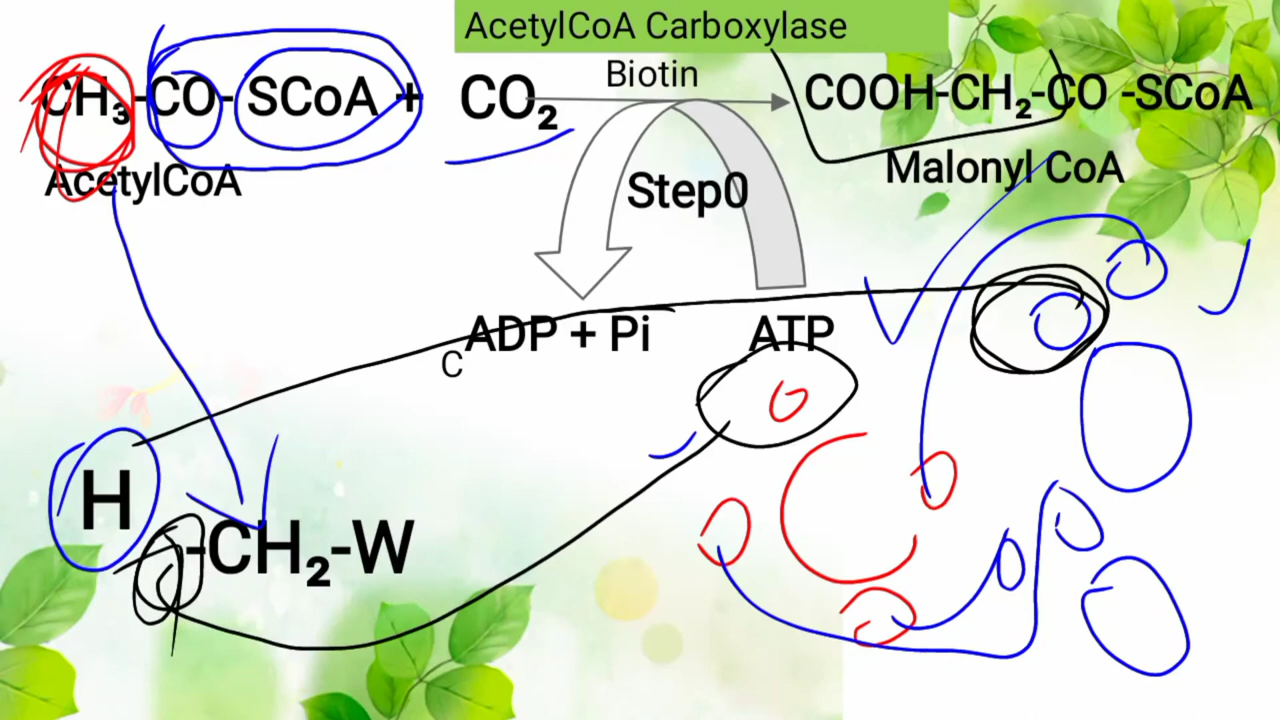 AcetylCoA Carboxylase
Biotin
CH₃-CO- SCoA + CO₂ COOH-CH₂-CO -SCoA
AcetylCoA
Malonyl CoA
Step0
ADP + Pi
ATP
C
H
-CH₂-W